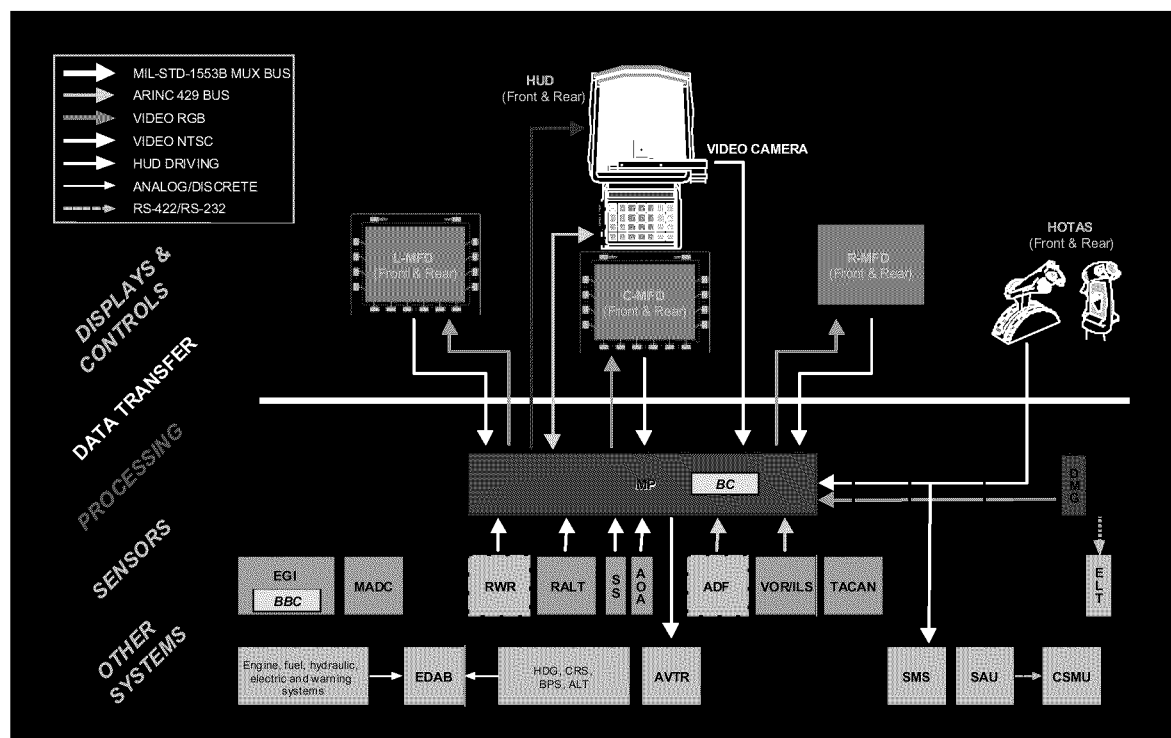 MIL-STD-1553B MUX BUS
ARINC 429 BUS
VIDEO RGB
VIDEO NTSC
HUD DRIVING
ANALOG/DISCRETE
RS-422/RS-232
HUD
(Front & Rear)
VIDEO CAMERA
HOTAS
(Front & Rear)
L-MFD
(Front & Rear)
C-MFD
(Front & Rear)
R-MFD
(Front & Rear)
DISPLAYS &
CONTROLS
DATA TRANSFER
PROCESSING
MP
BC
DMG
SENSORS
EGI
BBC
MADC
RWR
RALT
SS
AOA
ADF
VOR/ILS
TACAN
ELT
OTHER
SYSTEMS
Engine, fuel, hydraulic,
electric and warning
systems
EDAB
HDG, CRS,
BPS, ALT
AVTR
SMS
SAU
CSMU